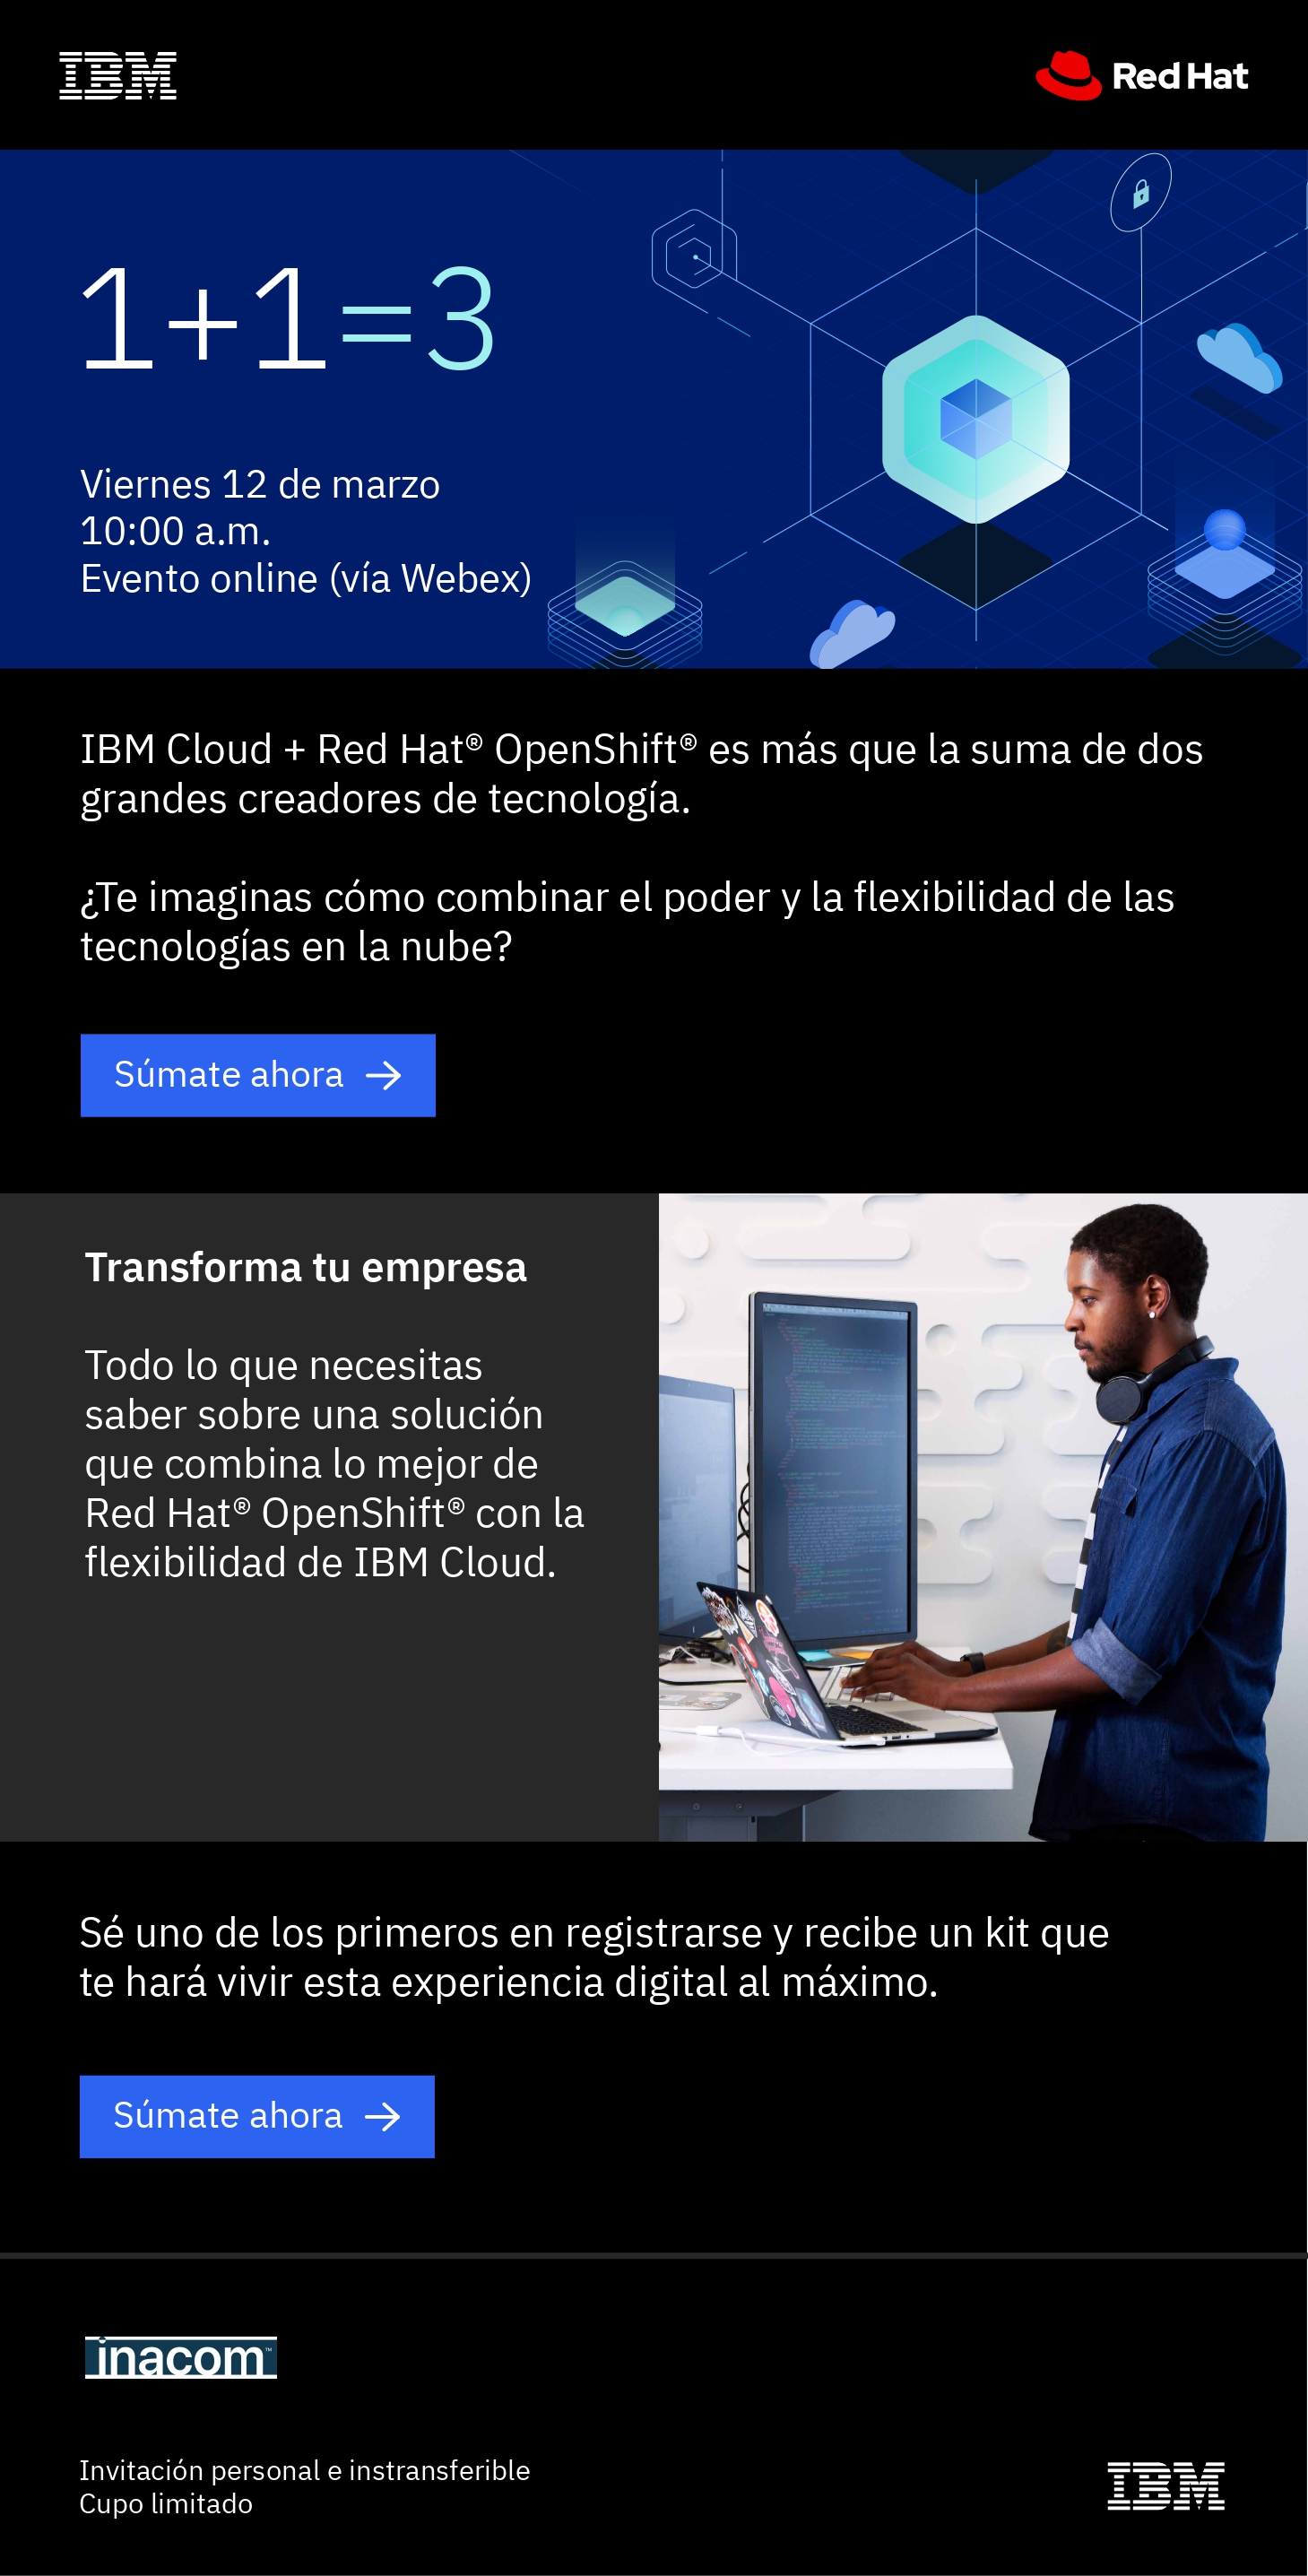 IBM
Red Hat
1+1=3
Viernes 12 de marzo
10:00 a.m.
Evento online (vía Webex)
IBM Cloud + Red Hat® OpenShift® es más que la suma de dos
grandes creadores de tecnología.
¿Te imaginas cómo combinar el poder y la flexibilidad de las
tecnologías en la nube?
Súmate ahora →
Transforma tu empresa
Todo lo que necesitas
saber sobre una solución
que combina lo mejor de
Red Hat® OpenShift® con la
flexibilidad de IBM Cloud.
Sé uno de los primeros en registrarse y recibe un kit que
te hará vivir esta experiencia digital al máximo.
Súmate ahora →
inacom™
Invitación personal e instransferible
Cupo limitado
IBM